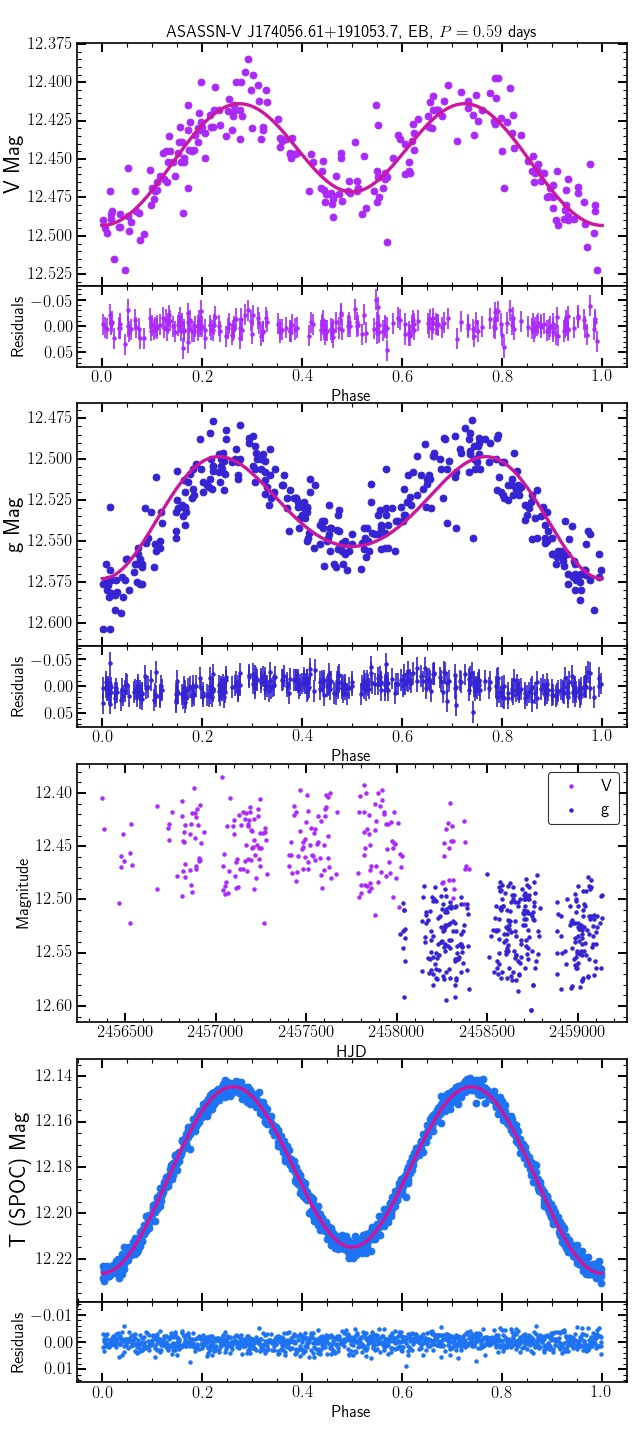 ASASSN-V J174056.61+191053.7, EB, P = 0.59 days
12.375
12.400
12.425
12.450
12.475
12.500
12.525
V Mag
−0.05
0.00
0.05
Residuals
0.0 0.2 0.4 0.6 0.8 1.0
Phase
12.475
12.500
12.525
12.550
12.575
12.600
g Mag
−0.05
0.00
0.05
Residuals
0.0 0.2 0.4 0.6 0.8 1.0
Phase
12.40
12.45
12.50
12.55
12.60
Magnitude
V
g
2456500 2457000 2457500 2458000 2458500 2459000
HJD
12.14
12.16
12.18
12.20
12.22
T (SPOC) Mag
−0.01
0.00
0.01
Residuals
0.0 0.2 0.4 0.6 0.8 1.0
Phase